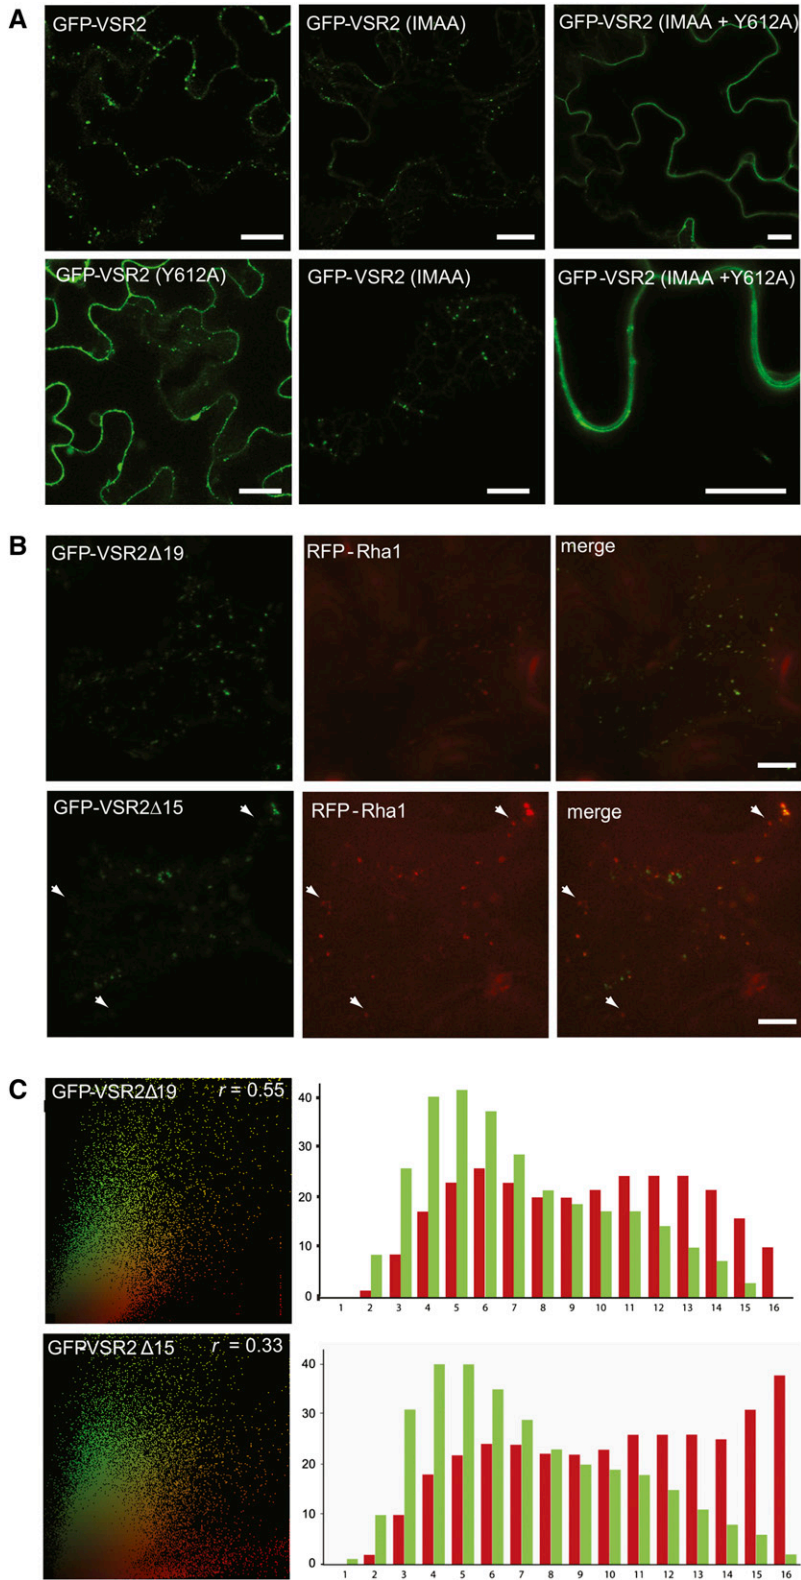 A
GFP-VSR2
GFP-VSR2 (IMAA)
GFP-VSR2 (IMAA + Y612A)
GFP-VSR2 (Y612A)
GFP-VSR2 (IMAA)
GFP-VSR2 (IMAA +Y612A)
B
GFP-VSR2Δ19
RFP-Rha1
merge
GFP-VSR2Δ15
RFP-Rha1
merge
C
GFP-VSR2Δ19
r = 0.55
40
30
20
10
0
1 2 3 4 5 6 7 8 9 10 11 12 13 14 15 16
GFPVSR2 Δ15
r = 0.33
40
30
20
10
0
1 2 3 4 5 6 7 8 9 10 11 12 13 14 15 16